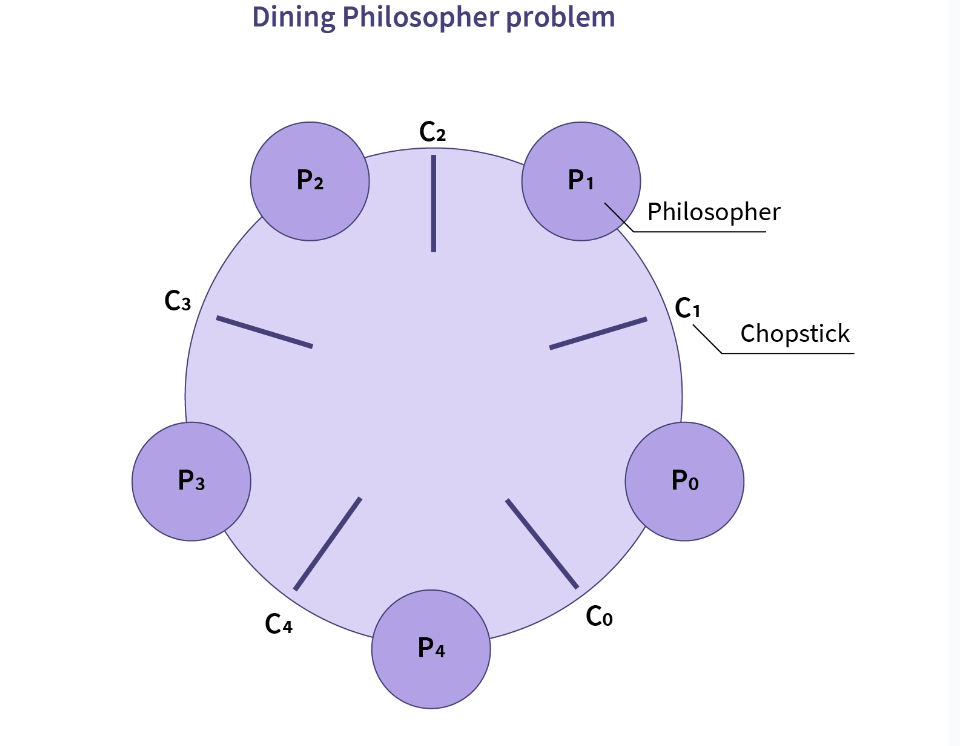 Dining Philosopher problem
C₂
P₂
P₁
Philosopher
C₃
C₁
Chopstick
P₃
P₀
C₄
C₀
P₄